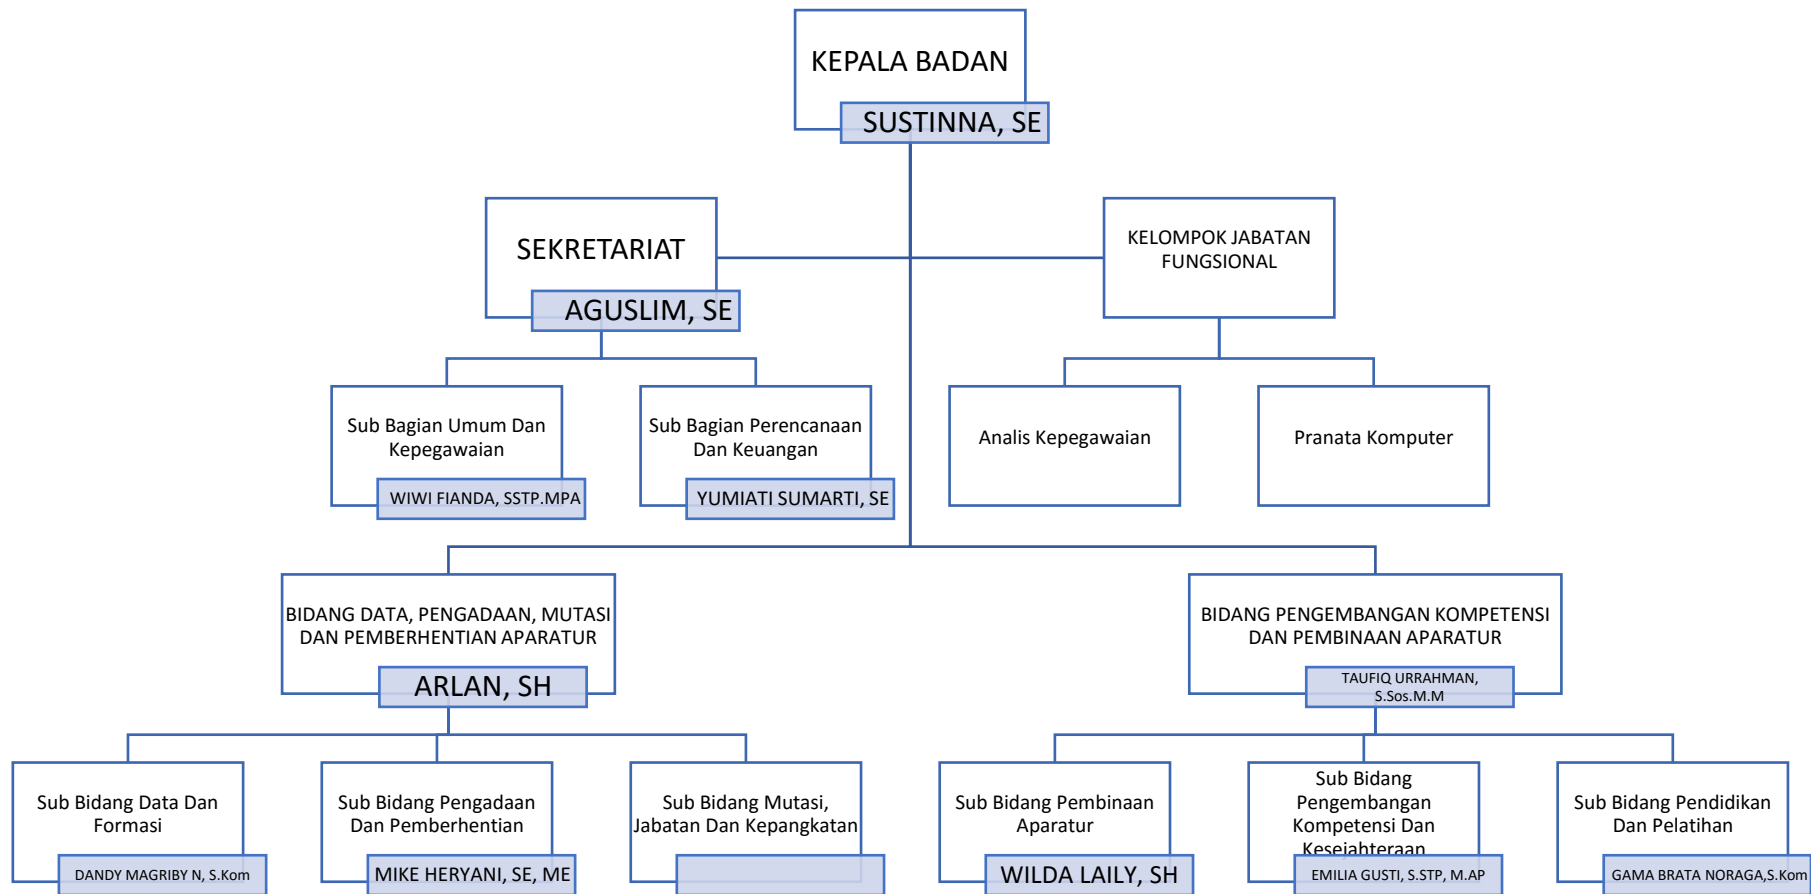 KEPALA BADAN
SUSTINNA, SE
SEKRETARIAT
AGUSLIM, SE
KELOMPOK JABATAN
FUNGSIONAL
Sub Bagian Umum Dan
Kepegawaian
WIWI FIANDA, SSTP.MPA
Sub Bagian Perencanaan
Dan Keuangan
YUMIATI SUMARTI, SE
Analis Kepegawaian
Pranata Komputer
BIDANG DATA, PENGADAAN, MUTASI
DAN PEMBERHENTIAN APARATUR
ARLAN, SH
BIDANG PENGEMBANGAN KOMPETENSI
DAN PEMBINAAN APARATUR
TAUFIQ URRAHMAN,
S.Sos.M.M
Sub Bidang Data Dan
Formasi
DANDY MAGRIBY N, S.Kom
Sub Bidang Pengadaan
Dan Pemberhentian
MIKE HERYANI, SE, ME
Sub Bidang Mutasi,
Jabatan Dan Kepangkatan
Sub Bidang Pembinaan
Aparatur
WILDA LAILY, SH
Sub Bidang
Pengembangan
Kompetensi Dan
Kesejahteraan
EMILIA GUSTI, S.STP, M.AP
Sub Bidang Pendidikan
Dan Pelatihan
GAMA BRATA NORAGA,S.Kom